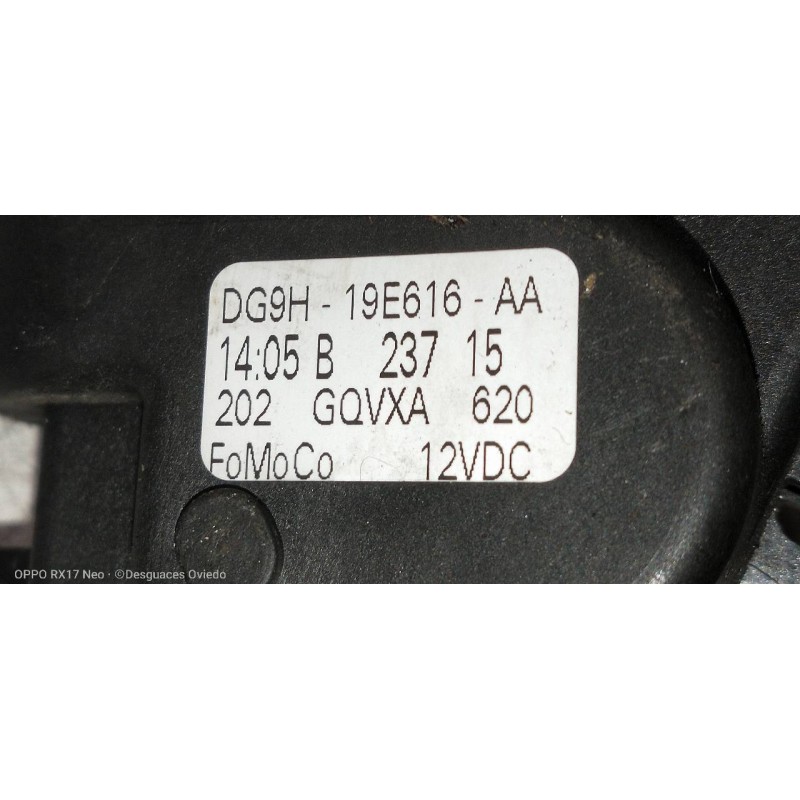 DG9H - 19E616 - AA
14:05 B 237 15
202 GQVXA 620
FoMoCo 12VDC
OPPO RX17 Neo · ©Desguaces Oviedo